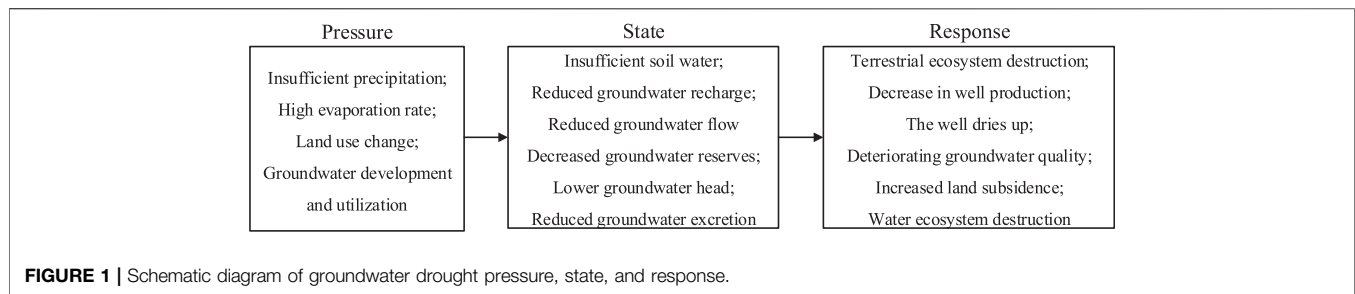 Pressure
Insufficient precipitation;
High evaporation rate;
Land use change;
Groundwater development
and utilization
State
Insufficient soil water;
Reduced groundwater recharge;
Reduced groundwater flow
Decreased groundwater reserves;
Lower groundwater head;
Reduced groundwater excretion
Response
Terrestrial ecosystem destruction;
Decrease in well production;
The well dries up;
Deteriorating groundwater quality;
Increased land subsidence;
Water ecosystem destruction
FIGURE 1 | Schematic diagram of groundwater drought pressure, state, and response.